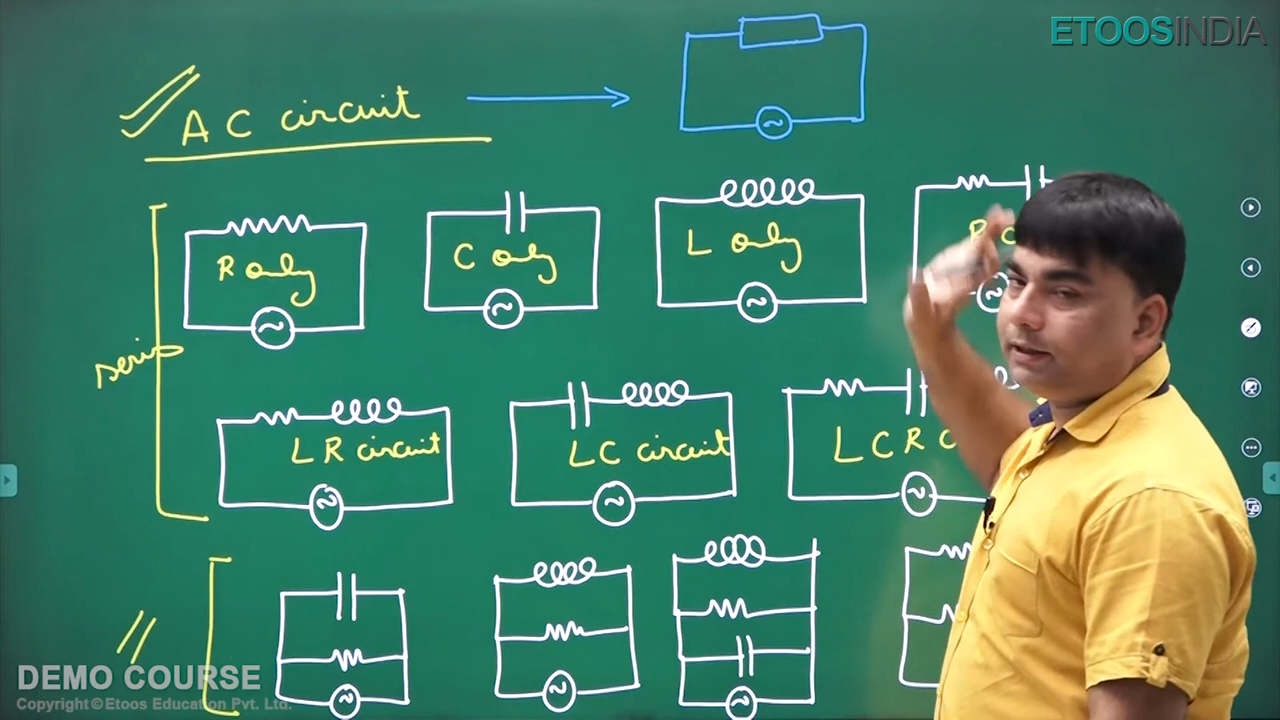 ETOOSINDIA
AC circuit
R only
C only
L only
series
LR circuit
LC circuit
LCR C
//
DEMO COURSE
Copyright © Etoos Education Pvt. Ltd.